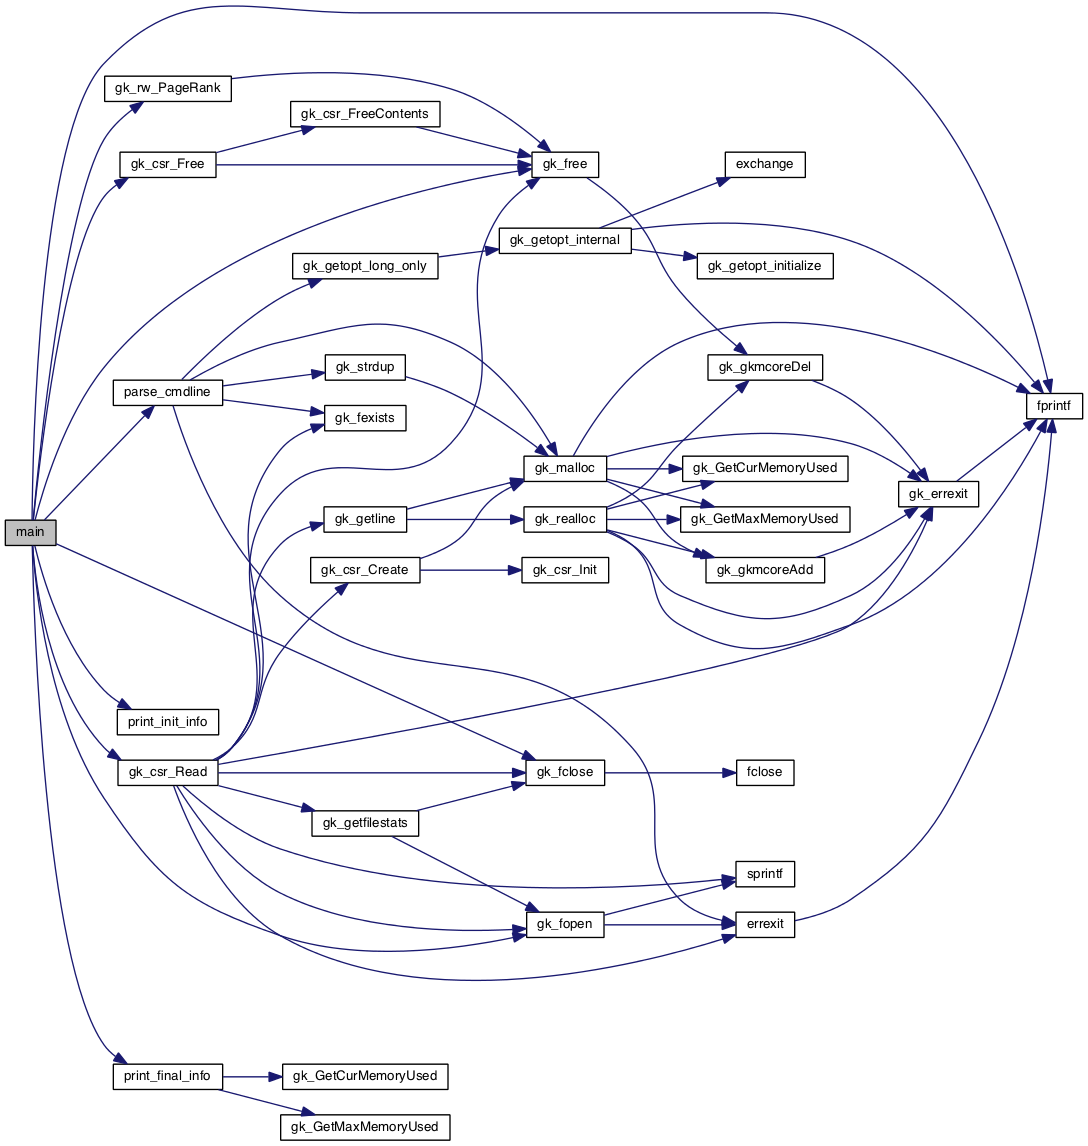 gk_rw_PageRank
gk_csr_FreeContents
gk_csr_Free
gk_free
exchange
gk_getopt_internal
gk_getopt_long_only
gk_getopt_initialize
gk_strdup
gk_gkmcoreDel
parse_cmdline
gk_fexists
fprintf
gk_malloc
gk_GetCurMemoryUsed
gk_errexit
main
gk_getline
gk_realloc
gk_GetMaxMemoryUsed
gk_csr_Create
gk_csr_Init
gk_gkmcoreAdd
print_init_info
gk_csr_Read
gk_fclose
fclose
gk_getfilestats
sprintf
gk_fopen
errexit
print_final_info
gk_GetCurMemoryUsed
gk_GetMaxMemoryUsed